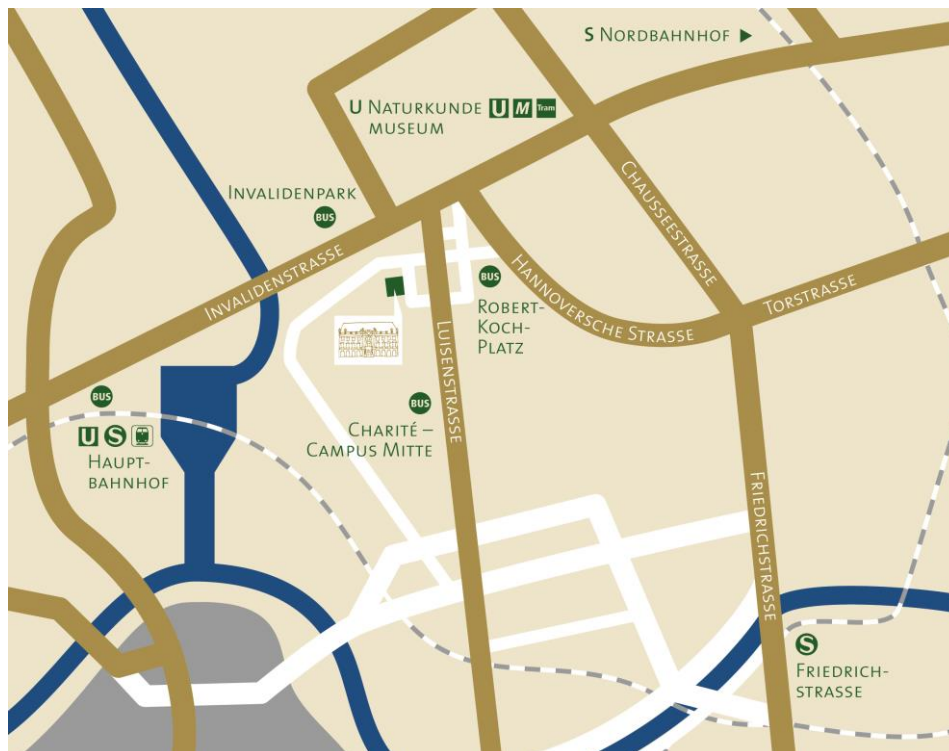 S NORDBAHNHOF
U NATURKUNDE
MUSEUM
U M Tram
INVALIDENPARK
BUS
CHAUSSEESTRASSE
INVALIDENSTRASSE
BUS
ROBERT-
KOCH-
PLATZ
HANNOVERSCHE STRASSE
TORSTRASSE
LUISENSTRASSE
BUS
U S
HAUPT-
BAHNHOF
BUS
CHARITÉ –
CAMPUS MITTE
FRIEDRICHSTRASSE
S
FRIEDRICH-
STRASSE